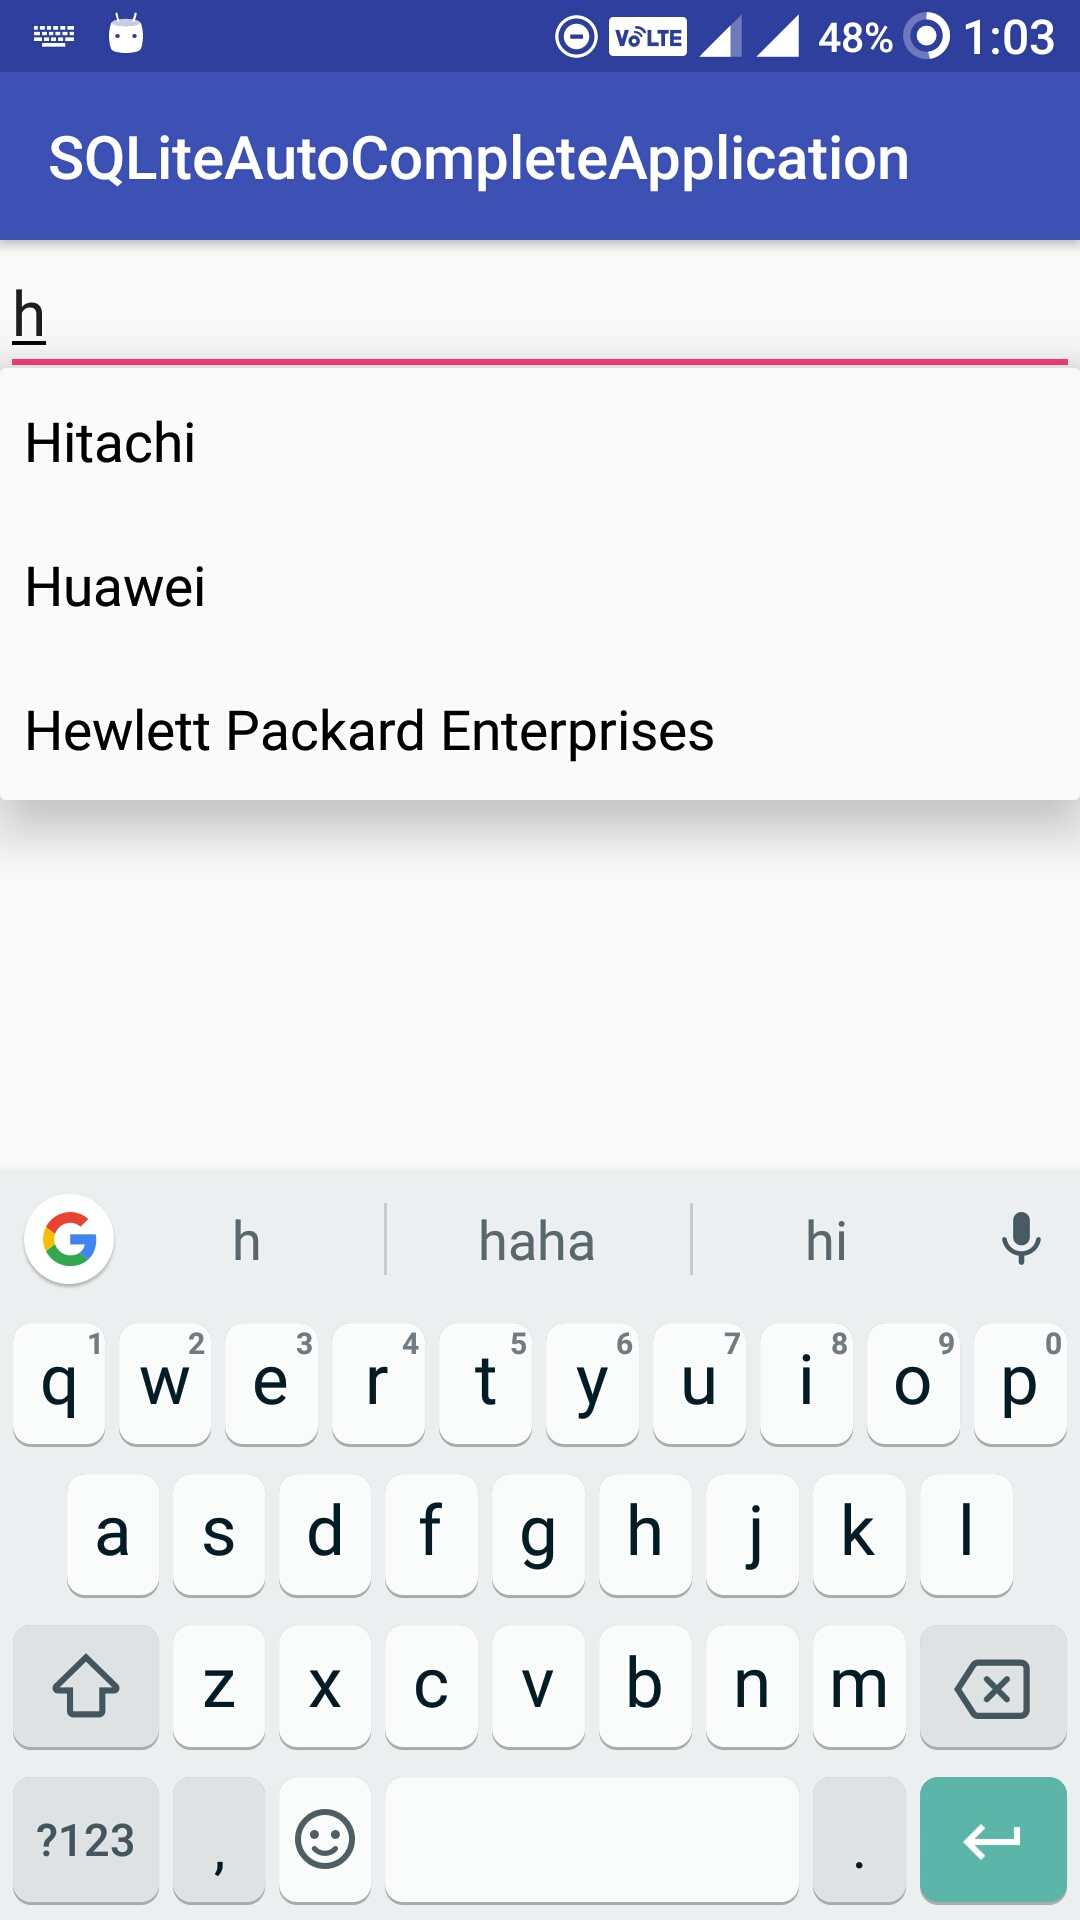 VoLTE 48% 1:03
SQLiteAutoCompleteApplication
h
Hitachi
Huawei
Hewlett Packard Enterprises
G h haha hi
q 1 w 2 e 3 r 4 t 5 y 6 u 7 i 8 o 9 p 0
a s d f g h j k l
z x c v b n m
?123 , .